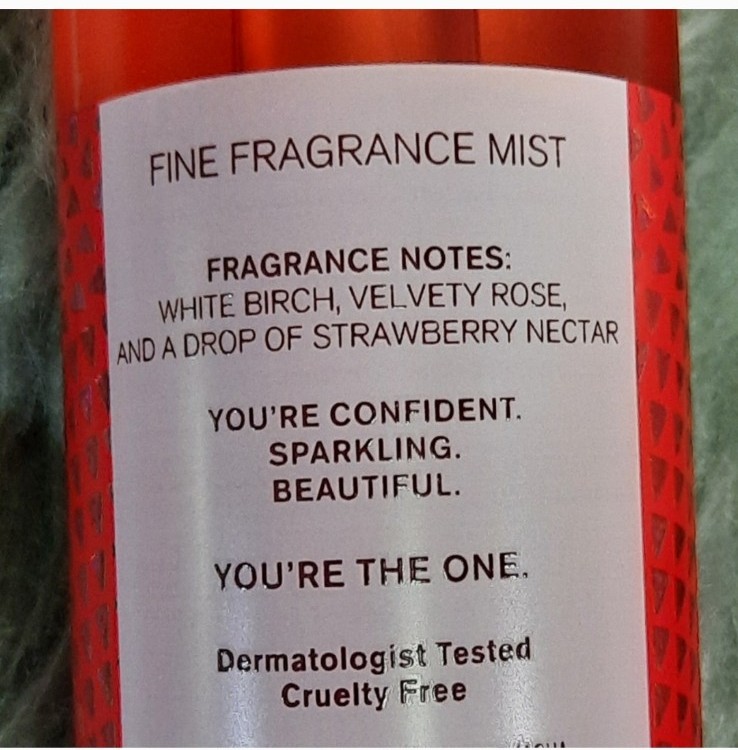 FINE FRAGRANCE MIST
FRAGRANCE NOTES:
WHITE BIRCH, VELVETY ROSE,
AND A DROP OF STRAWBERRY NECTAR
YOU'RE CONFIDENT.
SPARKLING.
BEAUTIFUL.
YOU'RE THE ONE.
Dermatologist Tested
Cruelty Free